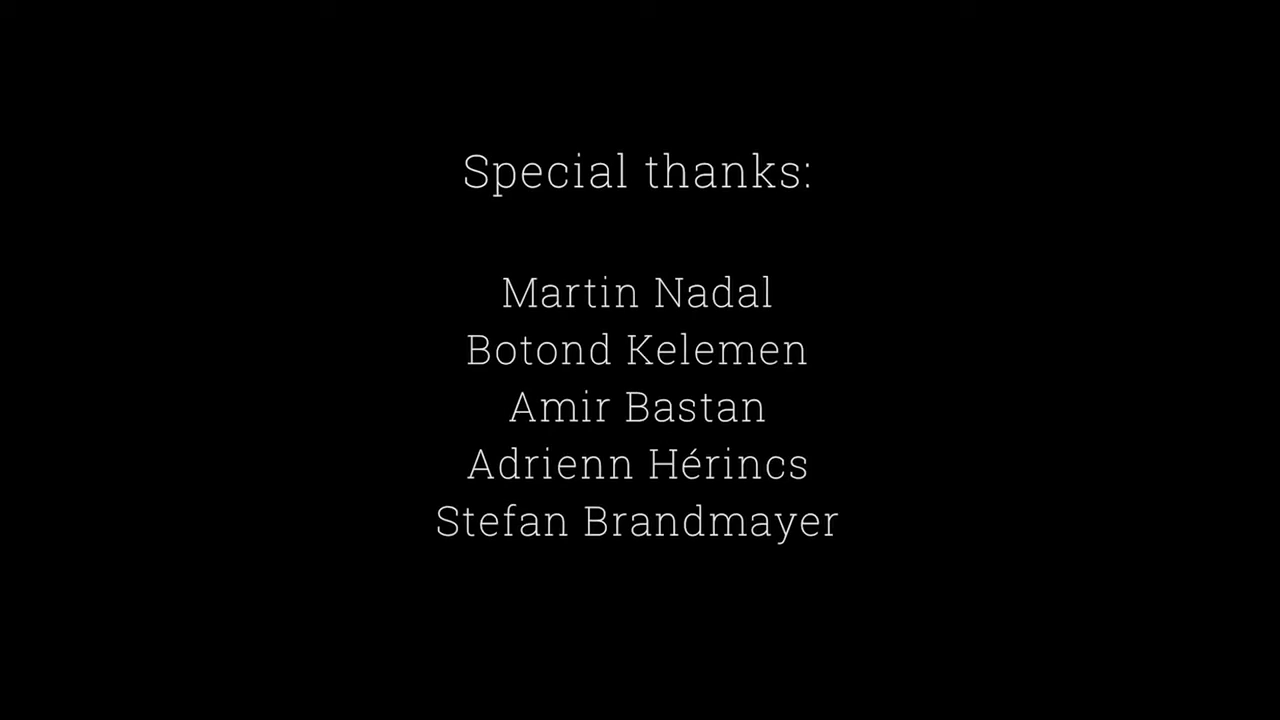 Special thanks:
Martin Nadal
Botond Kelemen
Amir Bastan
Adrienn Hérincs
Stefan Brandmayer